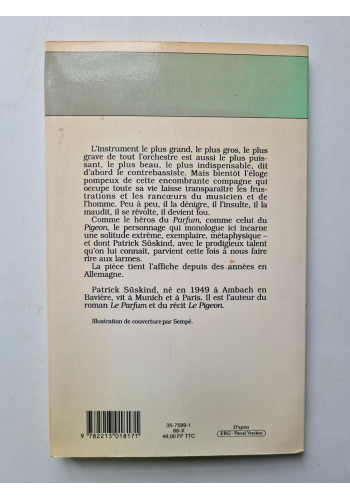 L'instrument le plus grand, le plus gros, le plus
grave de tout l'orchestre est aussi le plus puis-
sant, le plus beau, le plus indispensable, dit
d'abord le contrebassiste. Mais bientôt l'éloge
pompeux de cette encombrante compagne qui
occupe toute sa vie laisse transparaître les frus-
trations et les rancœurs du musicien et de
l'homme. Peu à peu, il la dénigre, il l'insulte, il la
maudit, il se révolte, il devient fou.
Comme le héros du Parfum, comme celui du
Pigeon, le personnage qui monologue ici incarne
une solitude extrême, exemplaire, métaphysique –
et dont Patrick Süskind, avec le prodigieux talent
qu'on lui connaît, parvient cette fois à nous faire
rire aux larmes.
La pièce tient l'affiche depuis des années en
Allemagne.
Patrick Süskind, né en 1949 à Ambach en
Bavière, vit à Munich et à Paris. Il est l'auteur du
roman Le Parfum et du récit Le Pigeon.
Illustration de couverture par Sempé.
35-7589-1
89-X
49,00 FF TTC
9 782213 018171
D'après
ERG - Pascal Vercken